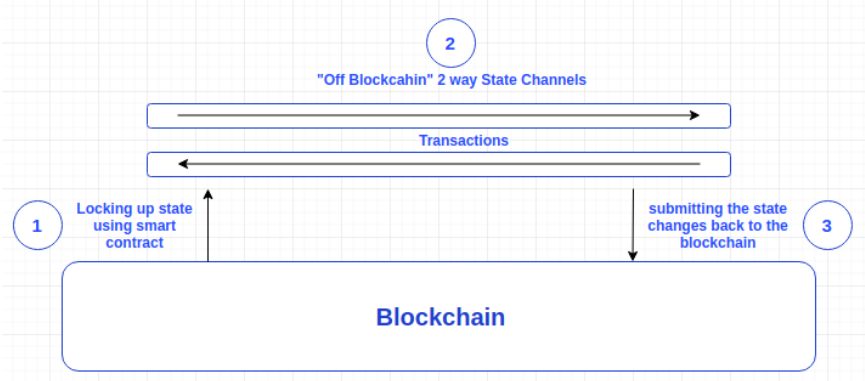 2
"Off Blockcahin" 2 way State Channels
Transactions
1
Locking up state
using smart
contract
submitting the state
changes back to the
blockchain
3
Blockchain